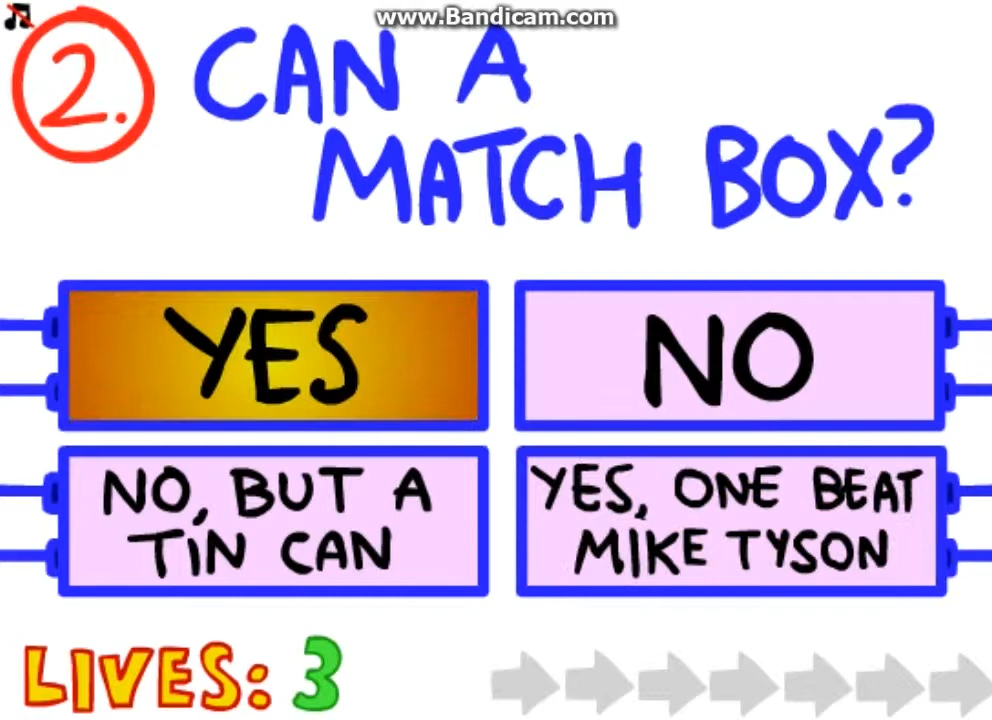 www.Bandicam.com
2. CAN A
MATCH BOX?
YES
NO
NO, BUT A
TIN CAN
YES, ONE BEAT
MIKE TYSON
LIVES: 3